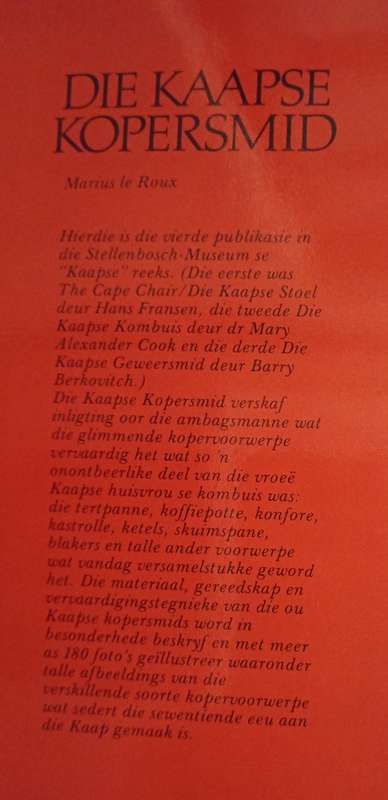 DIE KAAPSE
KOPERSMID
Marius le Roux
Hierdie is die vierde publikasie in
die Stellenbosch-Museum se
"Kaapse" reeks. (Die eerste was
The Cape Chair/Die Kaapse Stoel
deur Hans Fransen, die tweede Die
Kaapse Kombuis deur dr Mary
Alexander Cook en die derde Die
Kaapse Geweersmid deur Barry
Berkovitch.)
Die Kaapse Kopersmid verskaf
inligting oor die ambagsmanne wat
die glimmende kopervoorwerpe
vervaardig het wat so 'n
onontbeerlike deel van die vroeë
Kaapse huisvrou se kombuis was:
die tertpanne, koffiepotte, konfore,
kastrolle, ketels, skuimspane,
blakers en talle ander voorwerpe
wat vandag versamelstukke geword
het. Die materiaal, gereedskap en
vervaardigingstegnieke van die ou
Kaapse kopersmids word in
besonderhede beskryf en met meer
as 180 foto's geïllustreer waaronder
talle afbeeldings van die
verskillende soorte kopervoorwerpe
wat sedert die sewentiende eeu aan
die Kaap gemaak is.